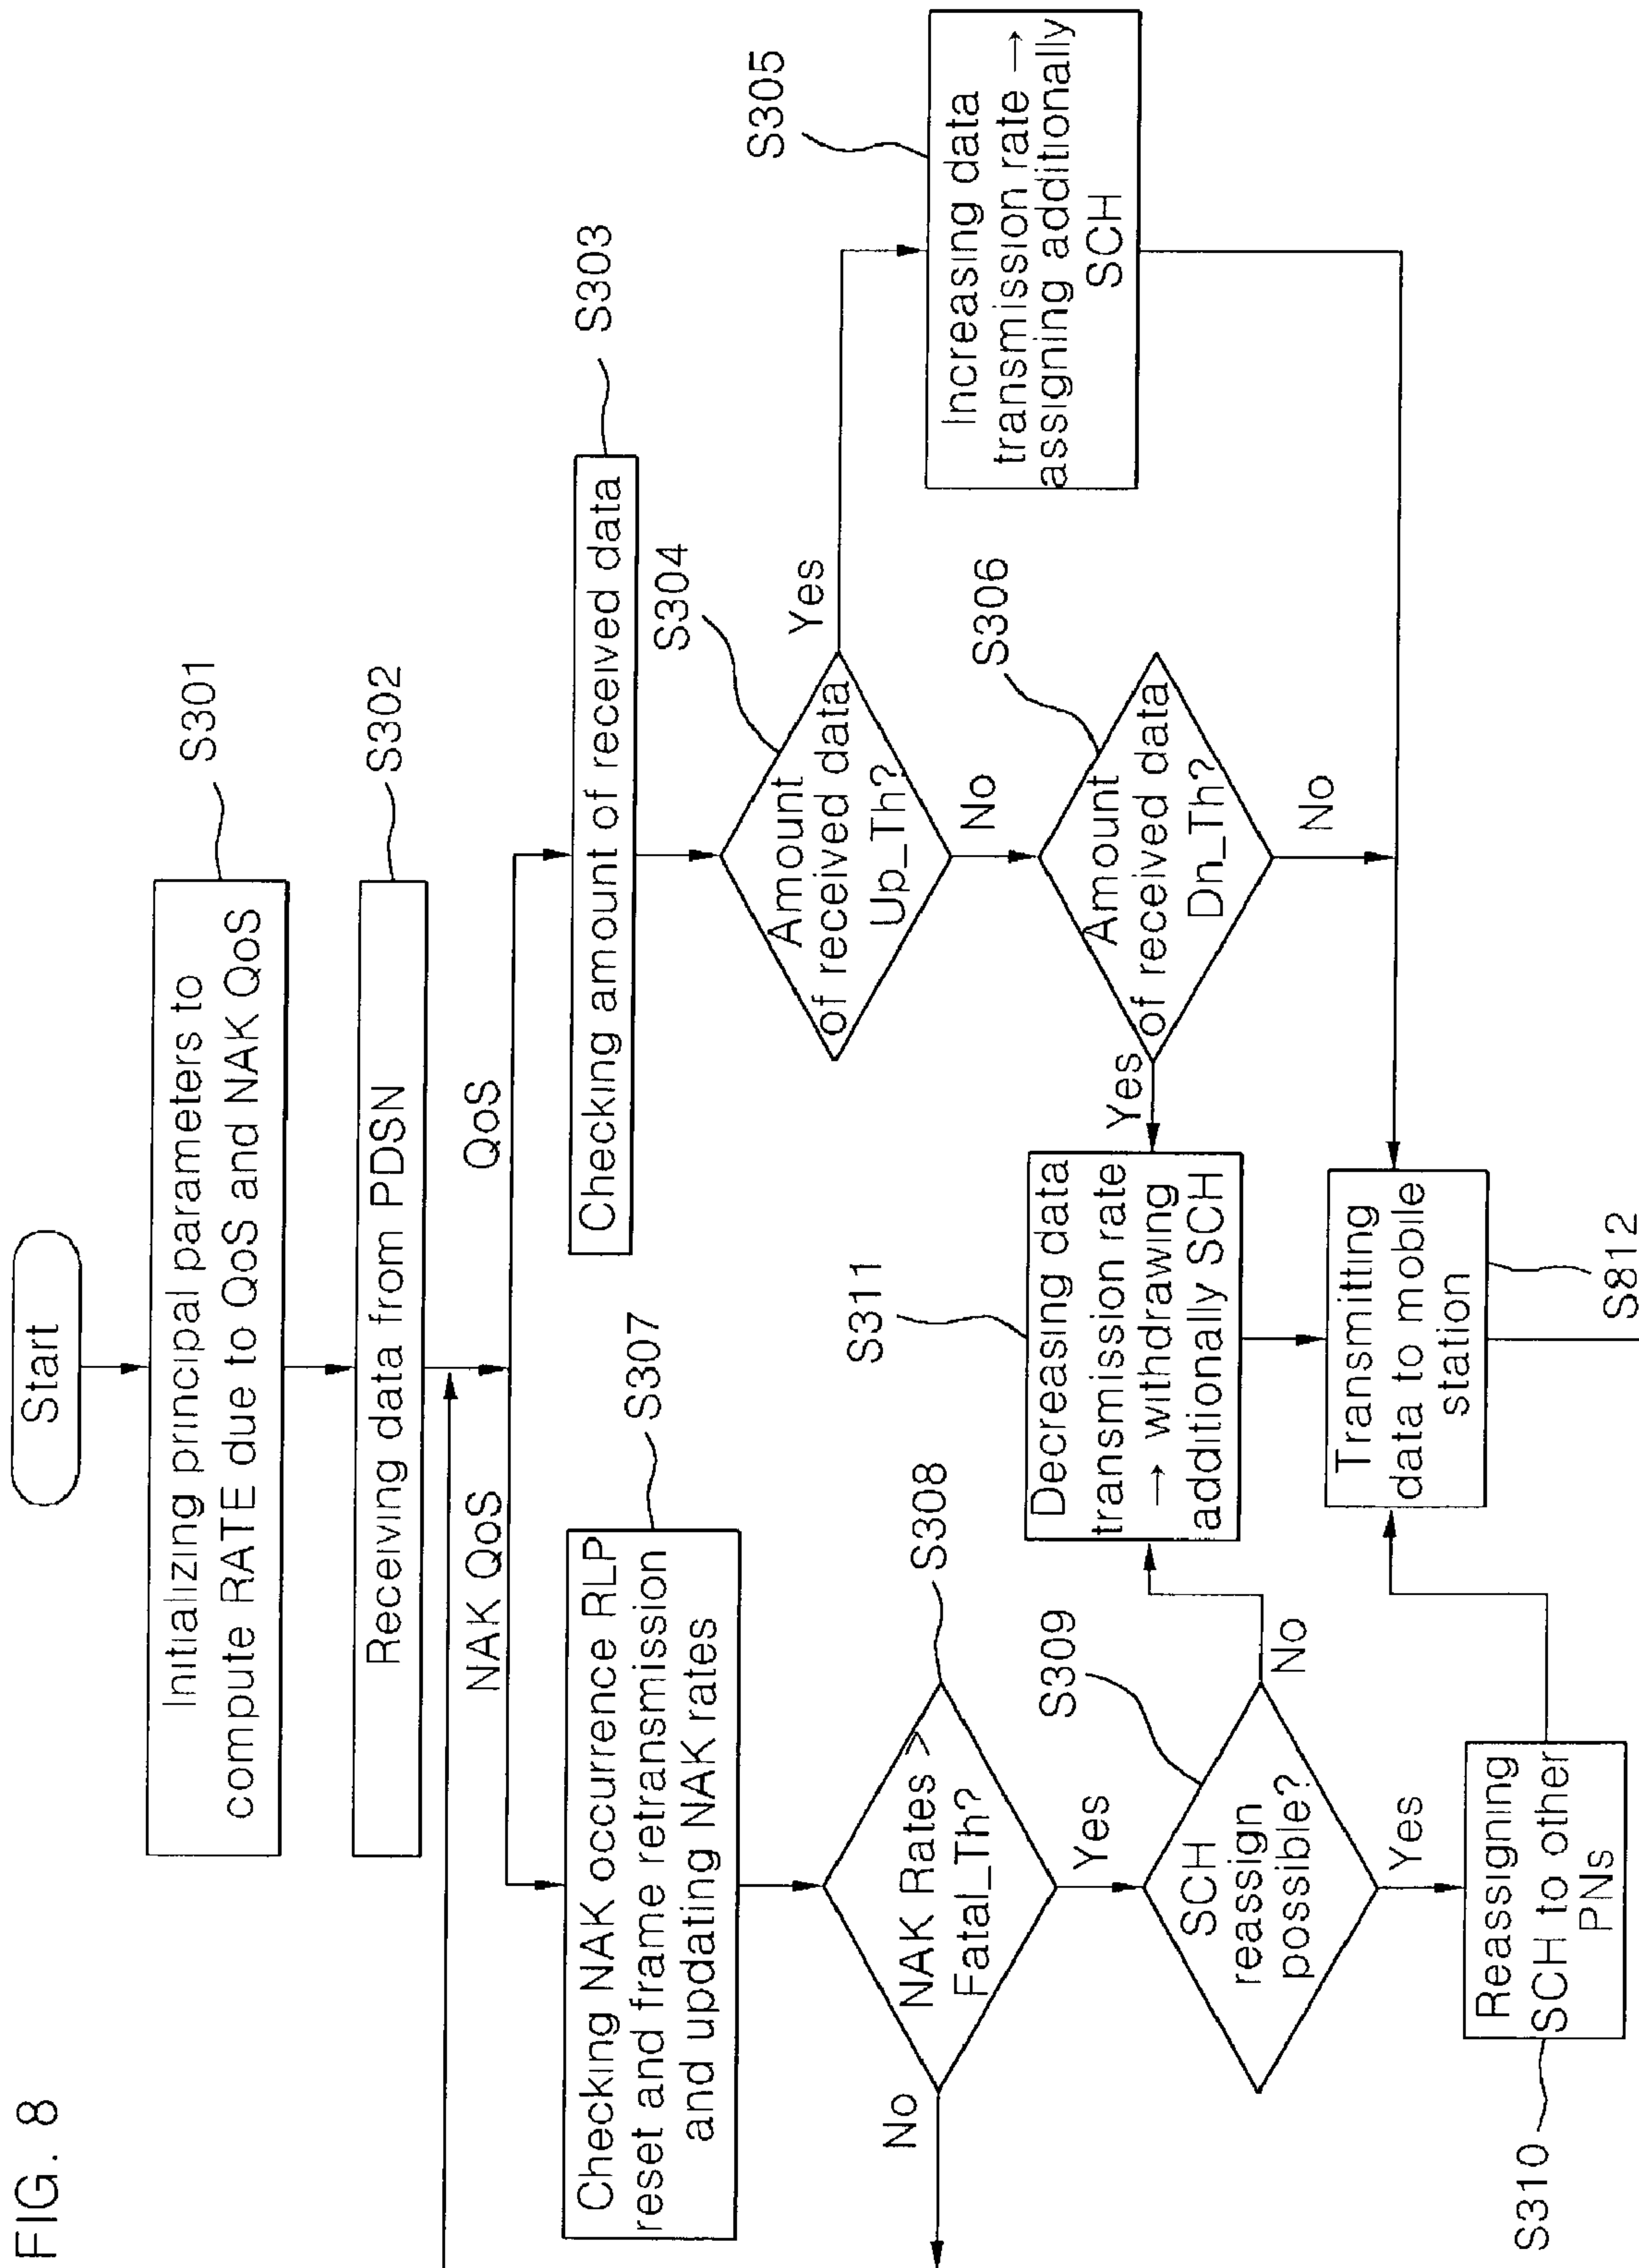 FIG. 8
Start
Initializing principal parameters to
compute RATE due to QoS and NAK QoS
S301
Receiving data from PDSN
S302
NAK QoS
QoS
Checking NAK occurrence RLP
reset and frame retransmission
and updating NAK rates
S307
Checking amount of received data
S303
NAK Rates >
Fatal_Th?
S308
No
Yes
Amount
of received data
Up_Th?
S304
Yes
No
Increasing data
transmission rate →
assigning additionally
SCH
S305
SCH
reassign
possible?
S309
No
Yes
Decreasing data
transmission rate
→ withdrawing
additionally SCH
S311
Yes
Amount
of received data
Dn_Th?
S306
No
Reassigning
SCH to other
PNs
S310
Transmitting
data to mobile
station
S812